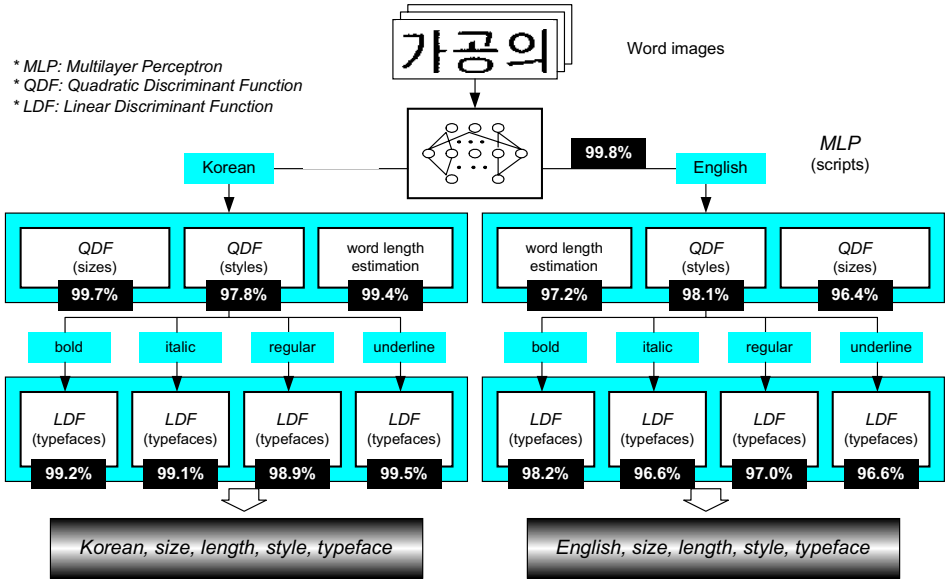 가공의
Word images
* MLP: Multilayer Perceptron
* QDF: Quadratic Discriminant Function
* LDF: Linear Discriminant Function
99.8%
MLP
(scripts)
Korean
English
QDF
(sizes)
99.7%
QDF
(styles)
97.8%
word length
estimation
99.4%
word length
estimation
97.2%
QDF
(styles)
98.1%
QDF
(sizes)
96.4%
bold
italic
regular
underline
bold
italic
regular
underline
LDF
(typefaces)
99.2%
LDF
(typefaces)
99.1%
LDF
(typefaces)
98.9%
LDF
(typefaces)
99.5%
LDF
(typefaces)
98.2%
LDF
(typefaces)
96.6%
LDF
(typefaces)
97.0%
LDF
(typefaces)
96.6%
Korean, size, length, style, typeface
English, size, length, style, typeface